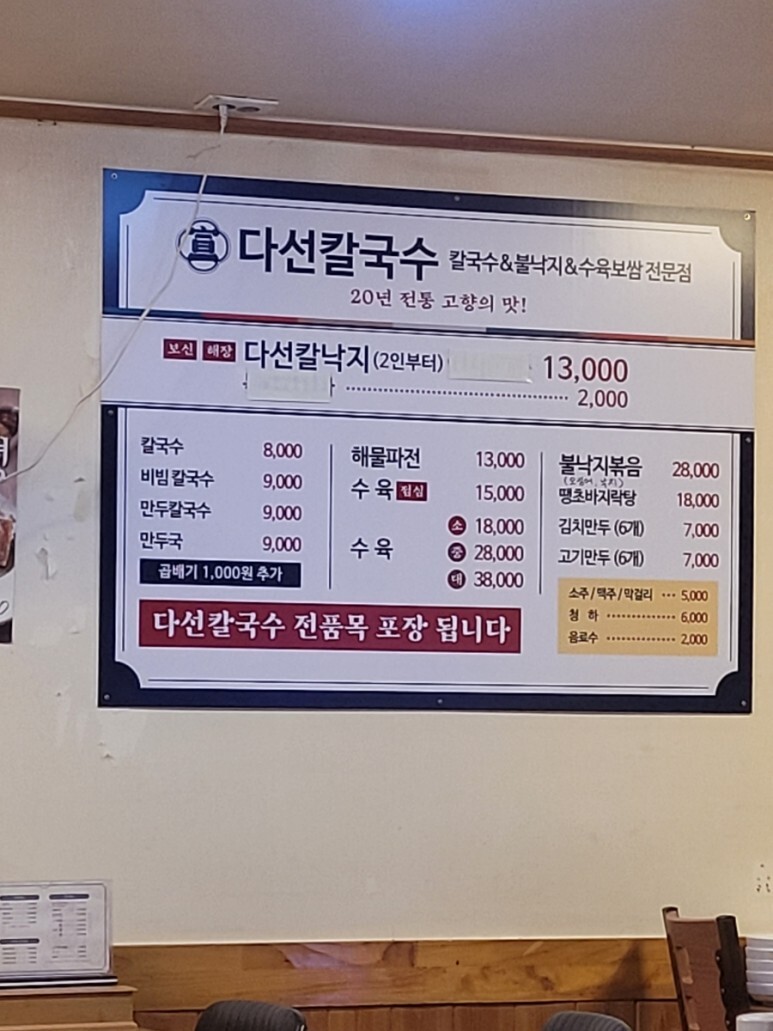 다선칼국수 칼국수&불낙지&수육보쌈 전문점
20년 전통 고향의 맛!
보신 해장 다선칼낙지(2인부터) 13,000
2,000
칼국수 8,000
비빔칼국수 9,000
만두칼국수 9,000
만두국 9,000
곱배기 1,000원 추가
해물파전 13,000
수육 점심 15,000
수육 소 18,000
중 28,000
대 38,000
불낙지볶음 28,000
(오징어, 낙지)
땡초바지락탕 18,000
김치만두 (6개) 7,000
고기만두 (6개) 7,000
소주/맥주/막걸리 ··· 5,000
청하 ··············· 6,000
음료수 ············· 2,000
다선칼국수 전품목 포장 됩니다